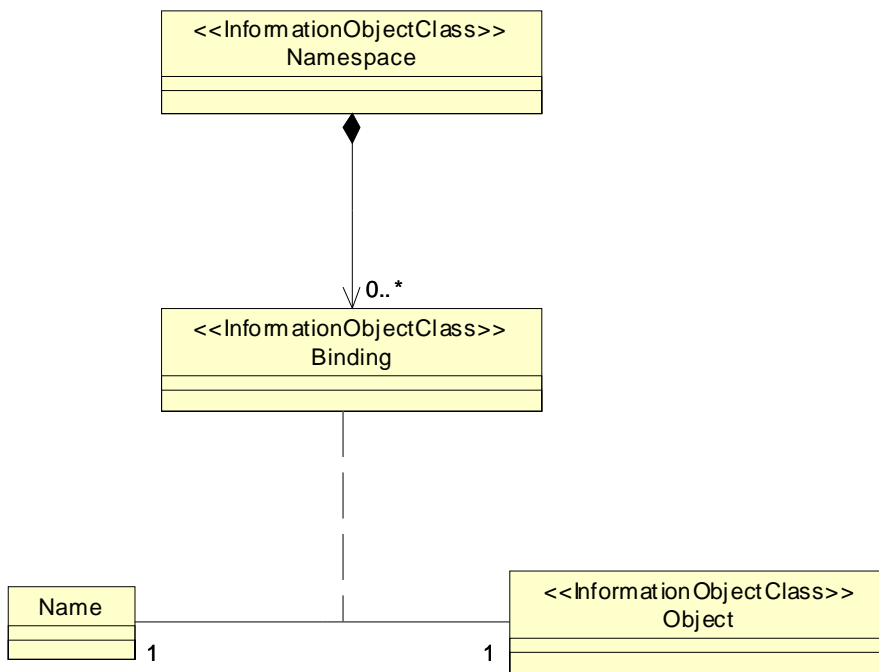 <<InformationObjectClass>>
Namespace
0..*
<<InformationObjectClass>>
Binding
Name
<<InformationObjectClass>>
Object
1
1